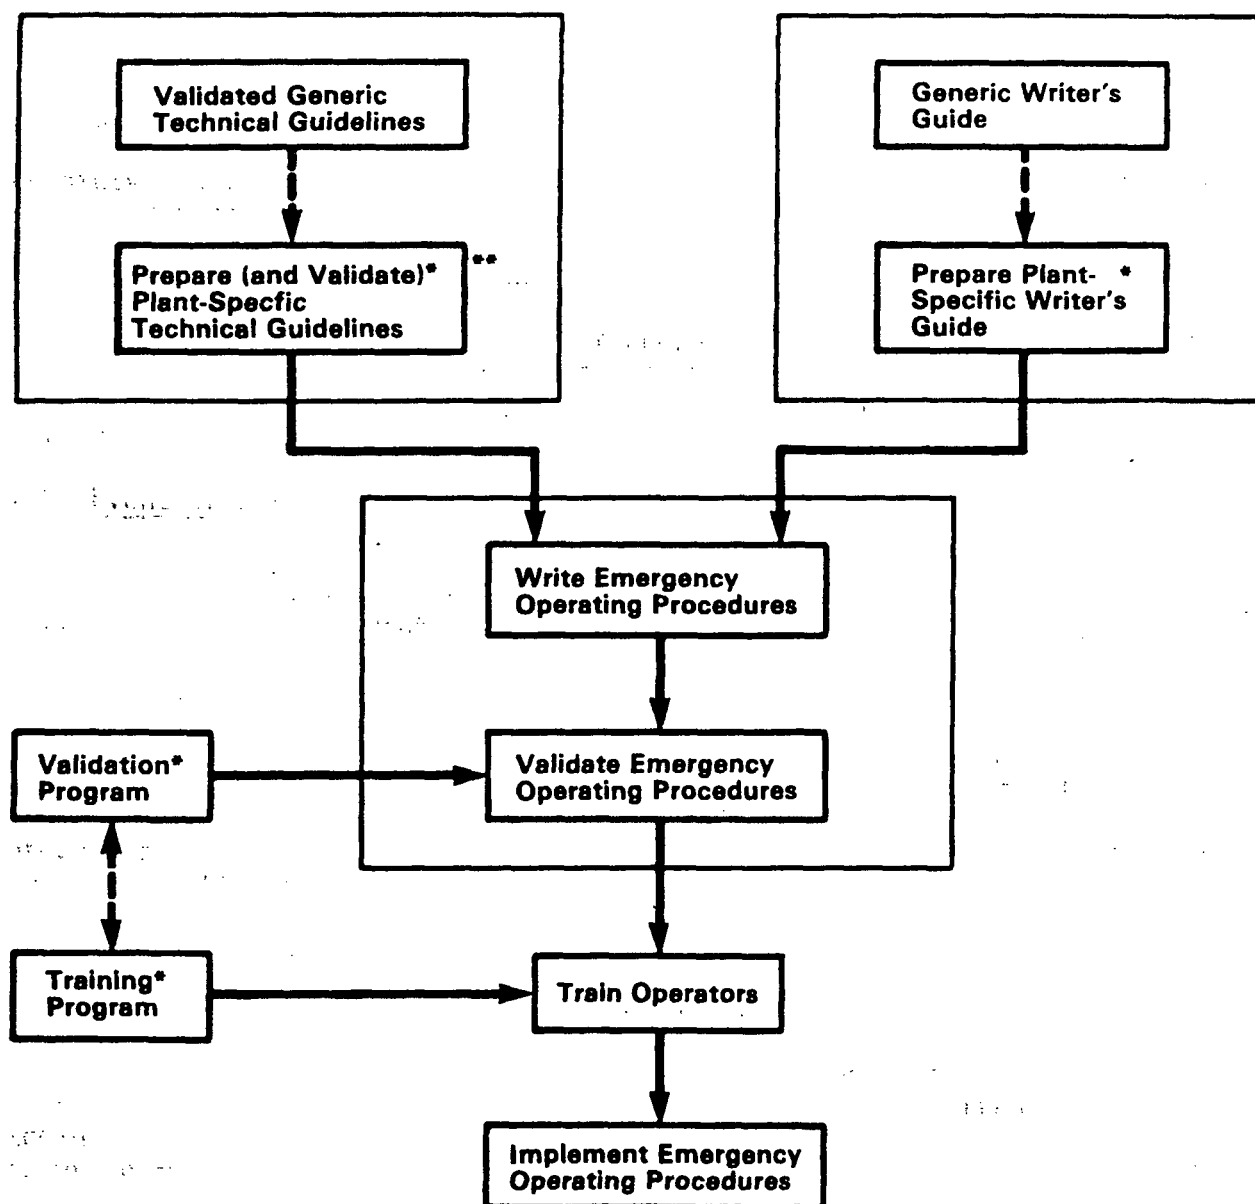 Validated Generic
Technical Guidelines
Generic Writer's
Guide
Prepare (and Validate)* **
Plant-Specfic
Technical Guidelines
Prepare Plant- *
Specific Writer's
Guide
Write Emergency
Operating Procedures
Validation*
Program
Validate Emergency
Operating Procedures
Training*
Program
Train Operators
Implement Emergency
Operating Procedures